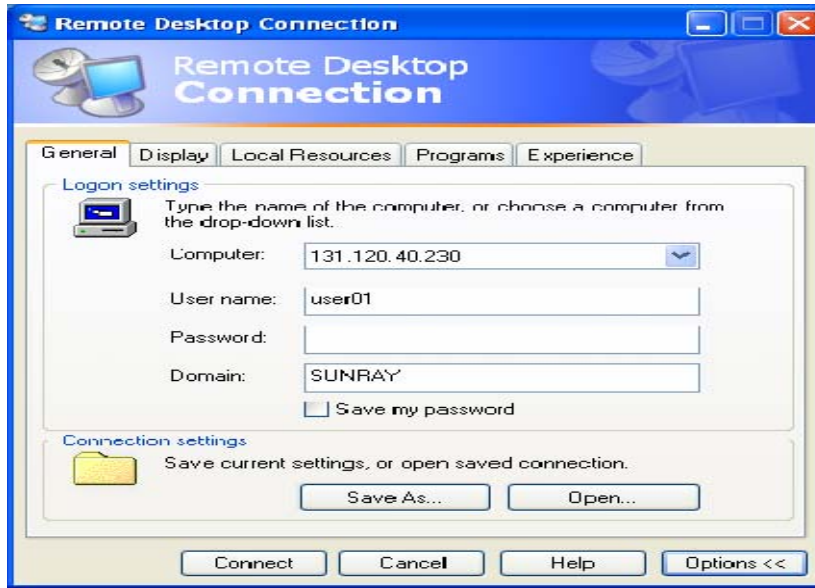 Remote Desktop Connection
Remote Desktop
Connection
General Display Local Resources Programs Experience
Logon settings
Type the name of the computer, or choose a computer from
the drop-down list.
Computer: 131.120.40.230
User name: user01
Password:
Domain: SUNRAY
Save my password
Connection settings
Save current settings, or open saved connection.
Save As... Open...
Connect Cancel Help Options <<